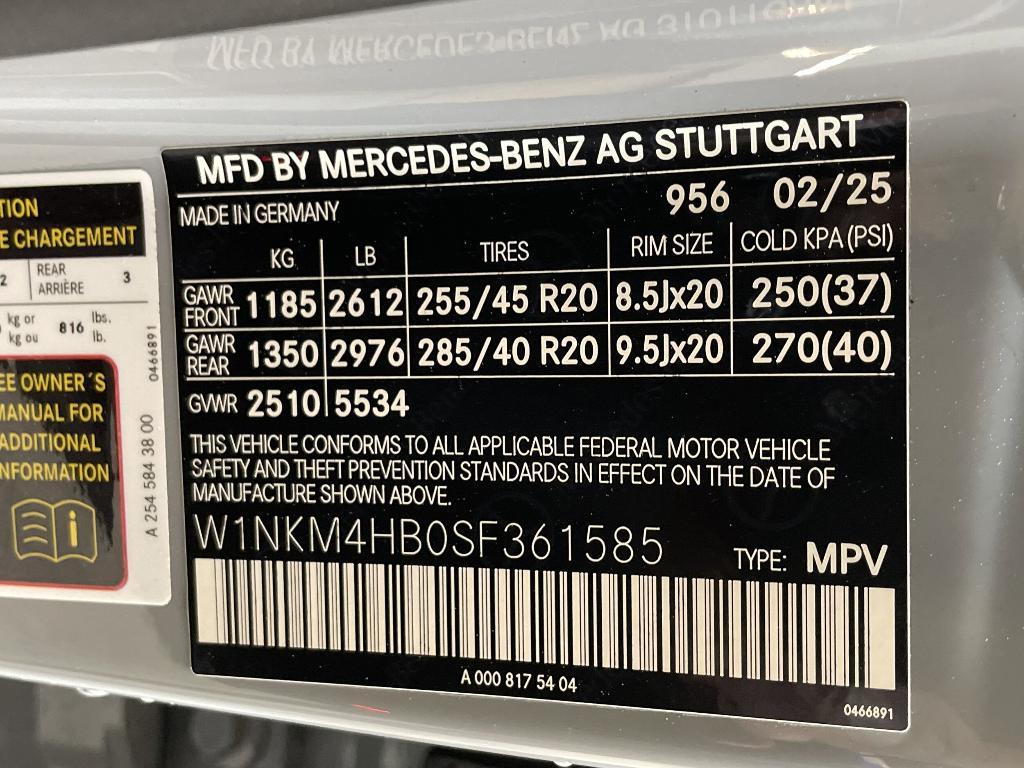 MFD BY MERCEDES-BENZ AG STUTTGART
956 02/25
MADE IN GERMANY
KG LB TIRES RIM SIZE COLD KPA (PSI)
GAWR FRONT 1185 2612 255/45 R20 8.5Jx20 250(37)
GAWR REAR 1350 2976 285/40 R20 9.5Jx20 270(40)
GVWR 2510 5534
THIS VEHICLE CONFORMS TO ALL APPLICABLE FEDERAL MOTOR VEHICLE
SAFETY AND THEFT PREVENTION STANDARDS IN EFFECT ON THE DATE OF
MANUFACTURE SHOWN ABOVE.
W1NKM4HB0SF361585
TYPE: MPV
A 000 817 54 04
0466891
CHARGEMENT
2 REAR 3
ARRIÈRE
kg or 816 lbs.
kg ou lb.
0466891
OWNER´S
MANUAL FOR
ADDITIONAL
INFORMATION
A 254 584 38 00